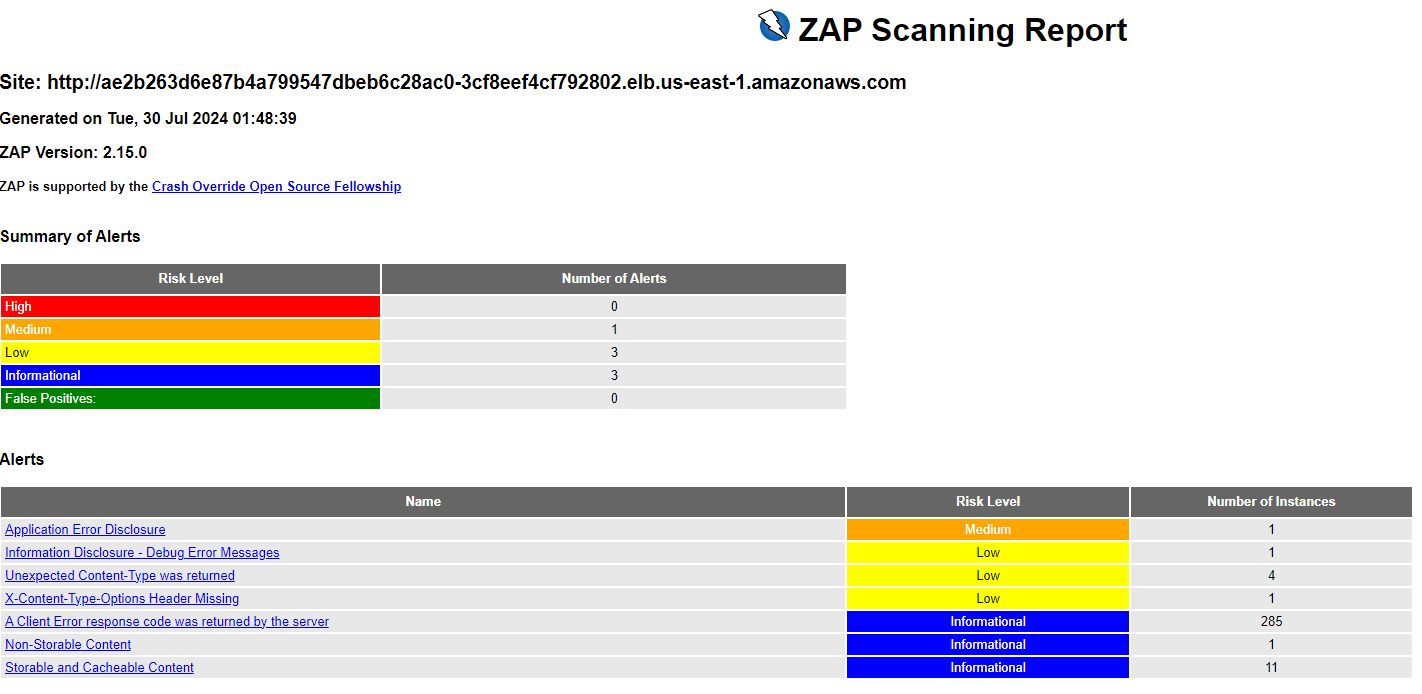 ZAP Scanning Report
Site: http://ae2b263d6e87b4a799547dbeb6c28ac0-3cf8eef4cf792802.elb.us-east-1.amazonaws.com
Generated on Tue, 30 Jul 2024 01:48:39
ZAP Version: 2.15.0
ZAP is supported by the Crash Override Open Source Fellowship
Summary of Alerts
Risk Level Number of Alerts
High 0
Medium 1
Low 3
Informational 3
False Positives: 0
Alerts
Name Risk Level Number of Instances
Application Error Disclosure Medium 1
Information Disclosure - Debug Error Messages Low 1
Unexpected Content-Type was returned Low 4
X-Content-Type-Options Header Missing Low 1
A Client Error response code was returned by the server Informational 285
Non-Storable Content Informational 1
Storable and Cacheable Content Informational 11